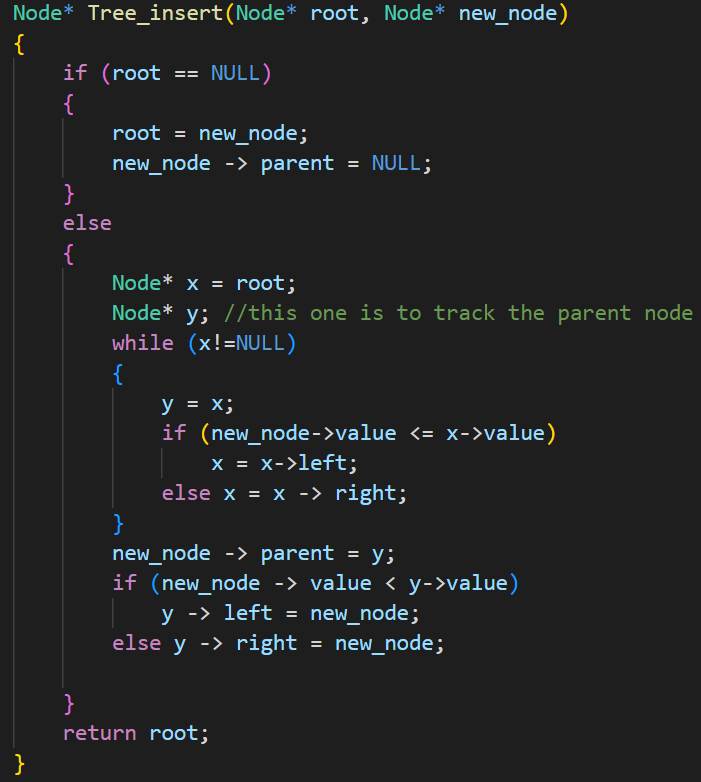 Node* Tree_insert(Node* root, Node* new_node)
{
    if (root == NULL)
    {
        root = new_node;
        new_node -> parent = NULL;
    }
    else
    {
        Node* x = root;
        Node* y; //this one is to track the parent node
        while (x!=NULL)
        {
            y = x;
            if (new_node->value <= x->value)
                x = x->left;
            else x = x -> right;
        }
        new_node -> parent = y;
        if (new_node -> value < y->value)
            y -> left = new_node;
        else y -> right = new_node;

    }
    return root;
}